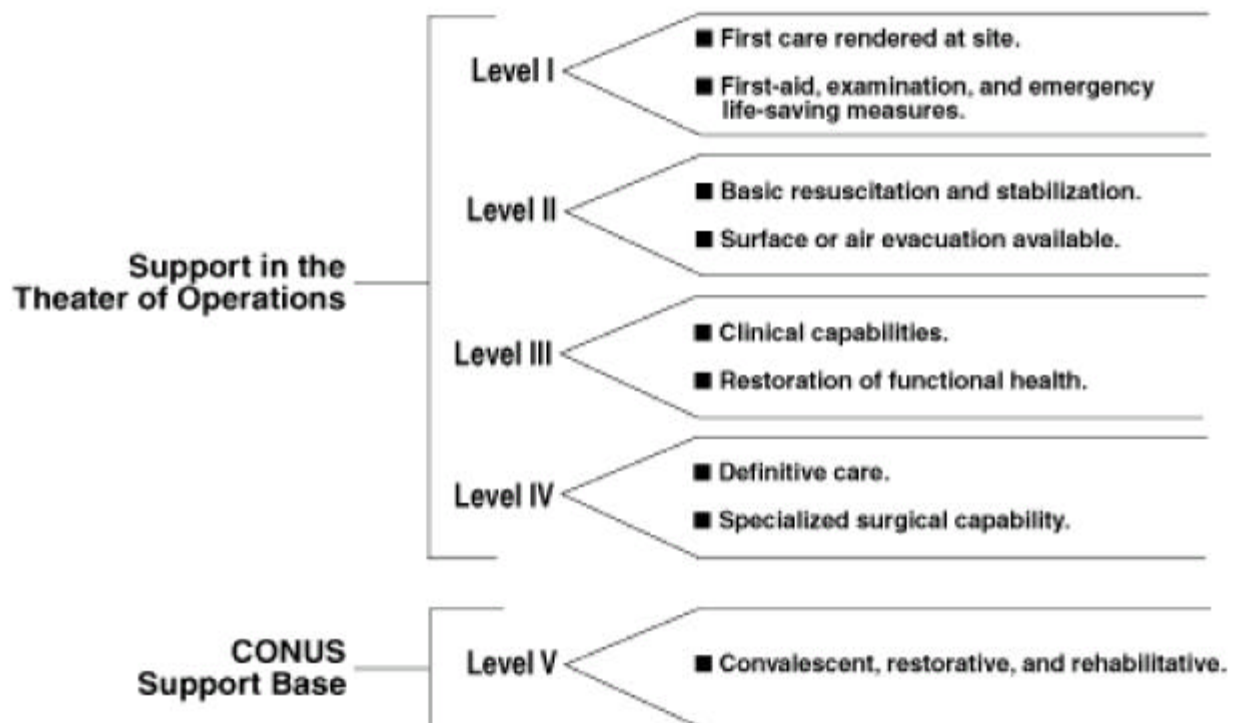 Level I
■ First care rendered at site.
■ First-aid, examination, and emergency
life-saving measures.
Level II
■ Basic resuscitation and stabilization.
■ Surface or air evacuation available.
Support in the
Theater of Operations
Level III
■ Clinical capabilities.
■ Restoration of functional health.
Level IV
■ Definitive care.
■ Specialized surgical capability.
CONUS
Support Base
Level V
■ Convalescent, restorative, and rehabilitative.